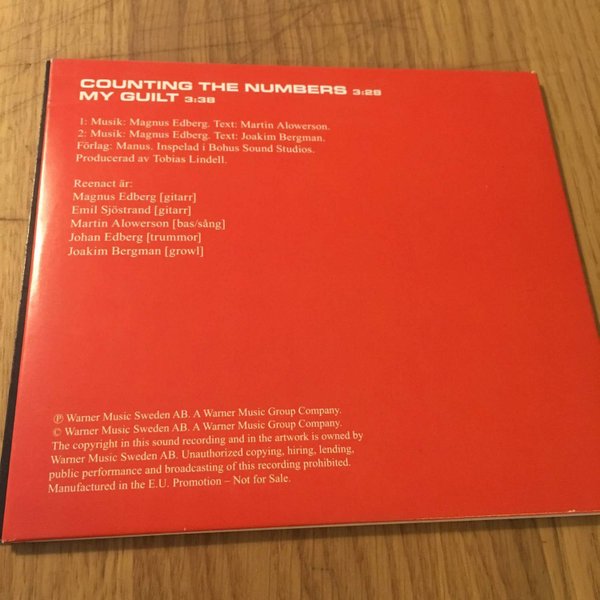 COUNTING THE NUMBERS 3:28
MY GUILT 3:38
1: Musik: Magnus Edberg. Text: Martin Alowerson.
2: Musik: Magnus Edberg. Text: Joakim Bergman.
Förlag: Manus. Inspelad i Bohus Sound Studios.
Producerad av Tobias Lindell.
Reenact är:
Magnus Edberg [gitarr]
Emil Sjöstrand [gitarr]
Martin Alowerson [bas/sång]
Johan Edberg [trummor]
Joakim Bergman [growl]
℗ Warner Music Sweden AB. A Warner Music Group Company.
© Warner Music Sweden AB. A Warner Music Group Company.
The copyright in this sound recording and in the artwork is owned by
Warner Music Sweden AB. Unauthorized copying, hiring, lending,
public performance and broadcasting of this recording prohibited.
Manufactured in the E.U. Promotion – Not for Sale.